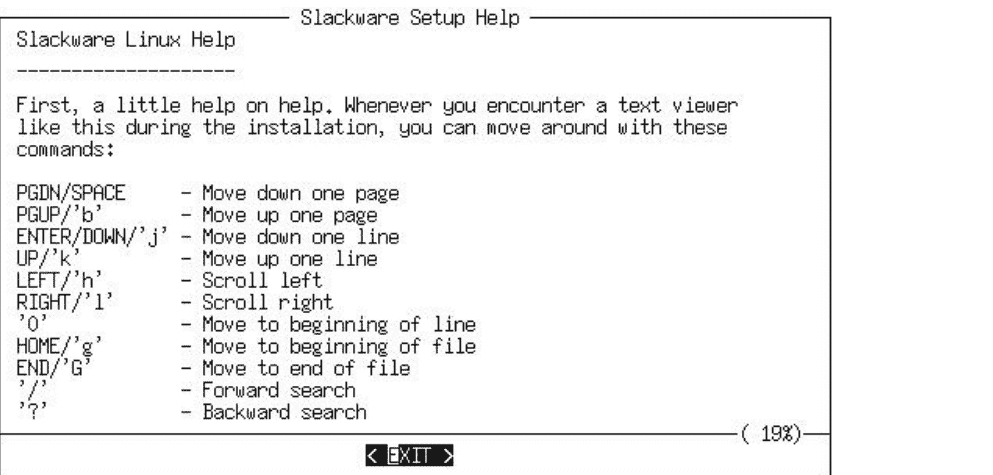 Slackware Setup Help
Slackware Linux Help
--------------------
First, a little help on help. Whenever you encounter a text viewer
like this during the installation, you can move around with these
commands:
PGDN/SPACE - Move down one page
PGUP/'b' - Move up one page
ENTER/DOWN/'j' - Move down one line
UP/'k' - Move up one line
LEFT/'h' - Scroll left
RIGHT/'l' - Scroll right
'0' - Move to beginning of line
HOME/'g' - Move to beginning of file
END/'G' - Move to end of file
'/' - Forward search
'?' - Backward search
( 19%)
< EXIT >